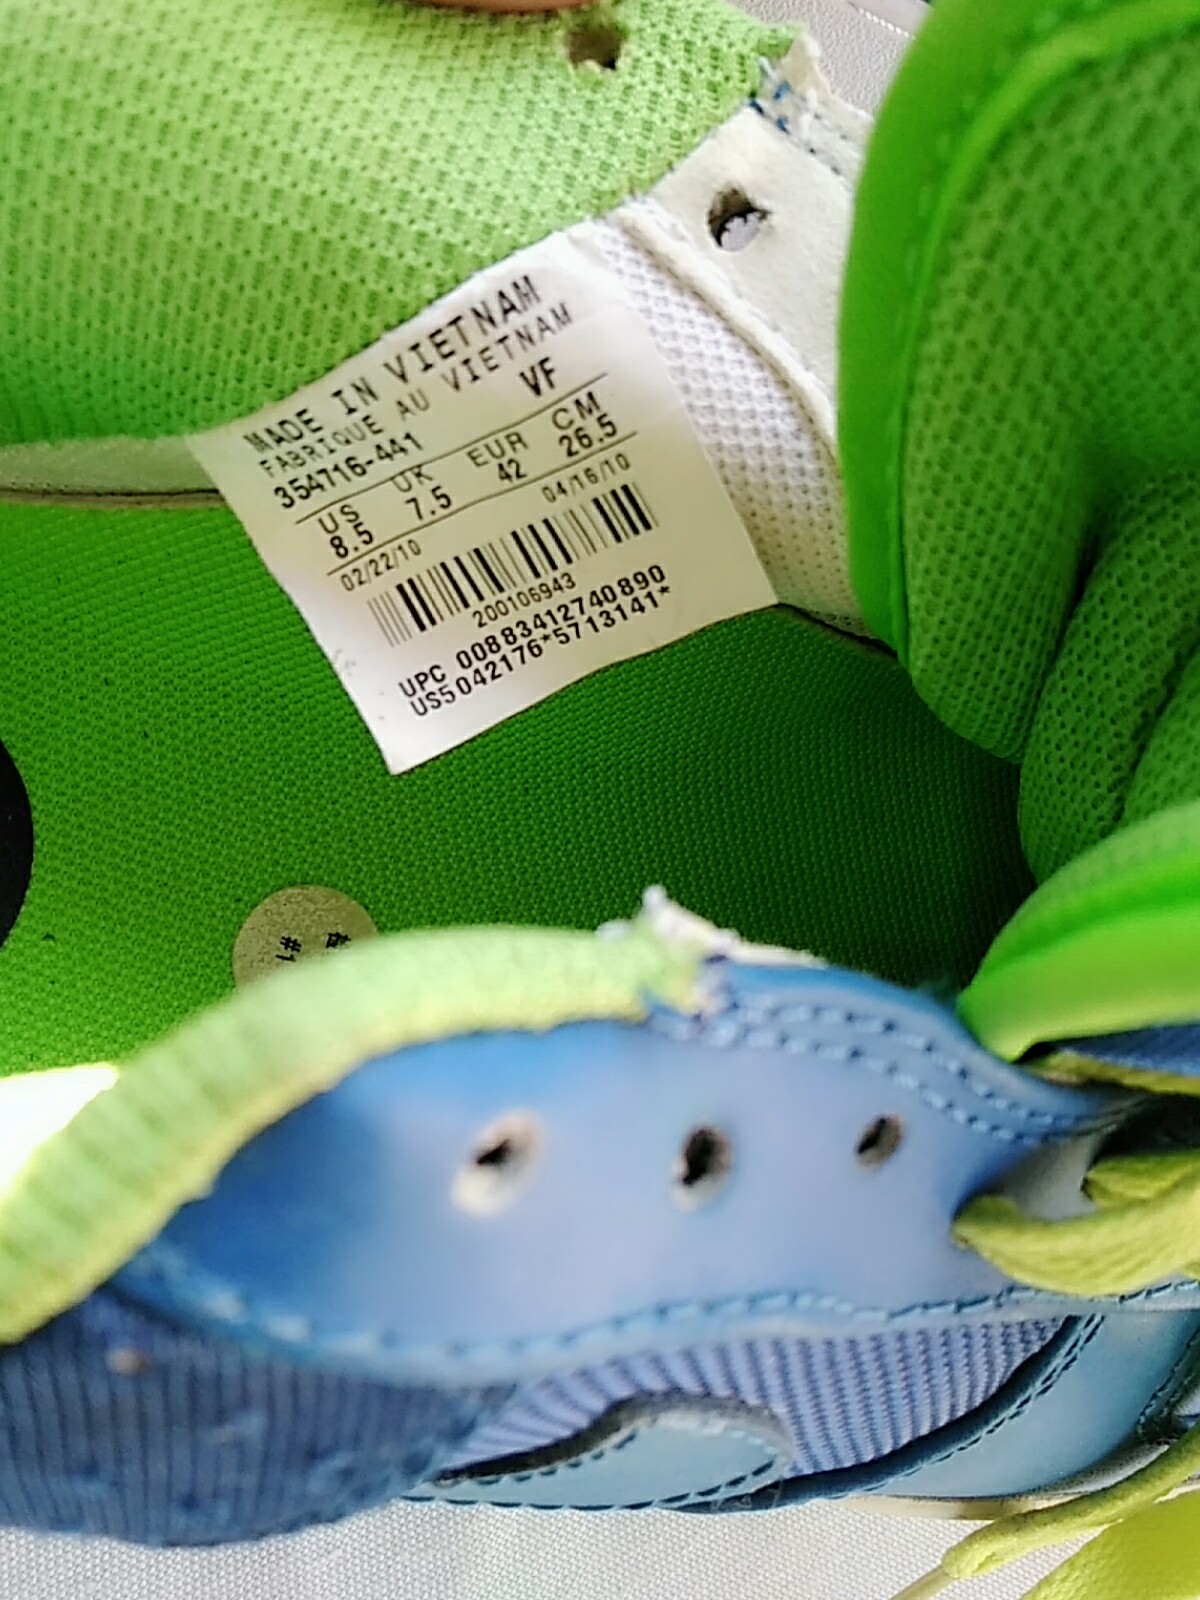 MADE IN VIETNAM
FABRIQUE AU VIETNAM
354716-441 VF
US UK EUR CM
8.5 7.5 42 26.5
02/22/10 04/16/10
200106943
UPC 00883412740890
US5042176*5713141*
#1